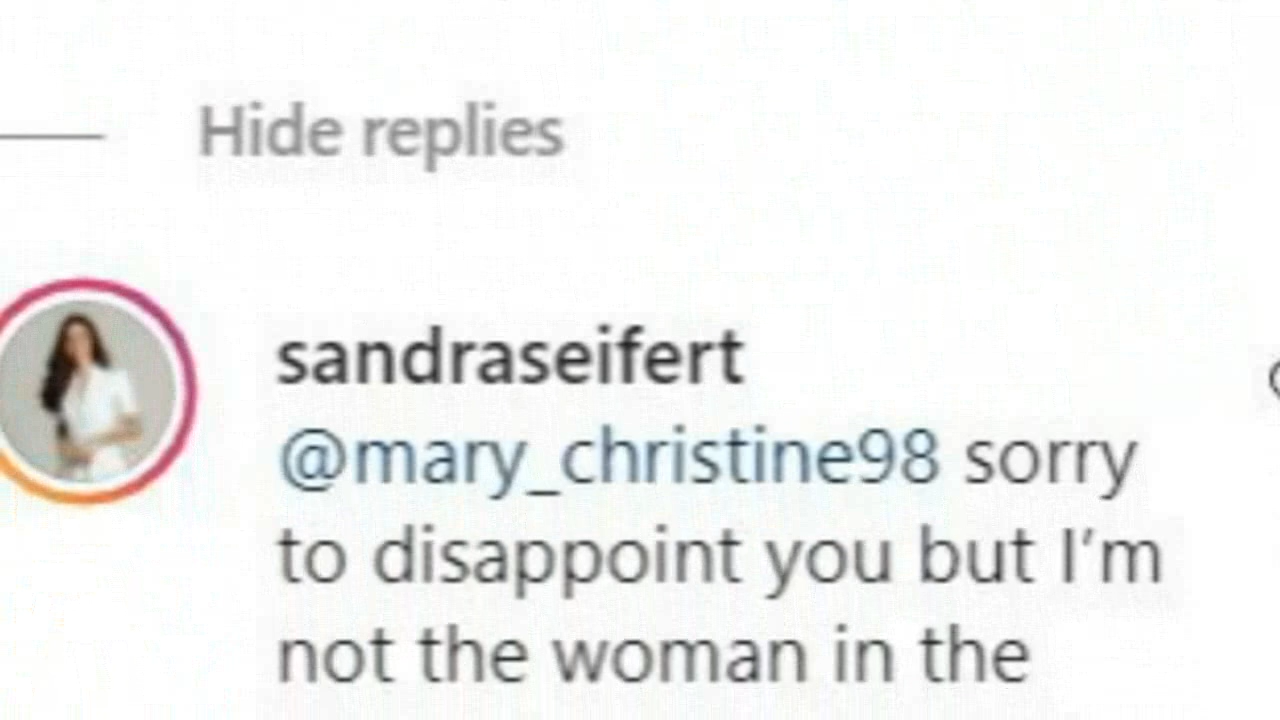 Hide replies
sandraseifert
@mary_christine98 sorry
to disappoint you but I'm
not the woman in the